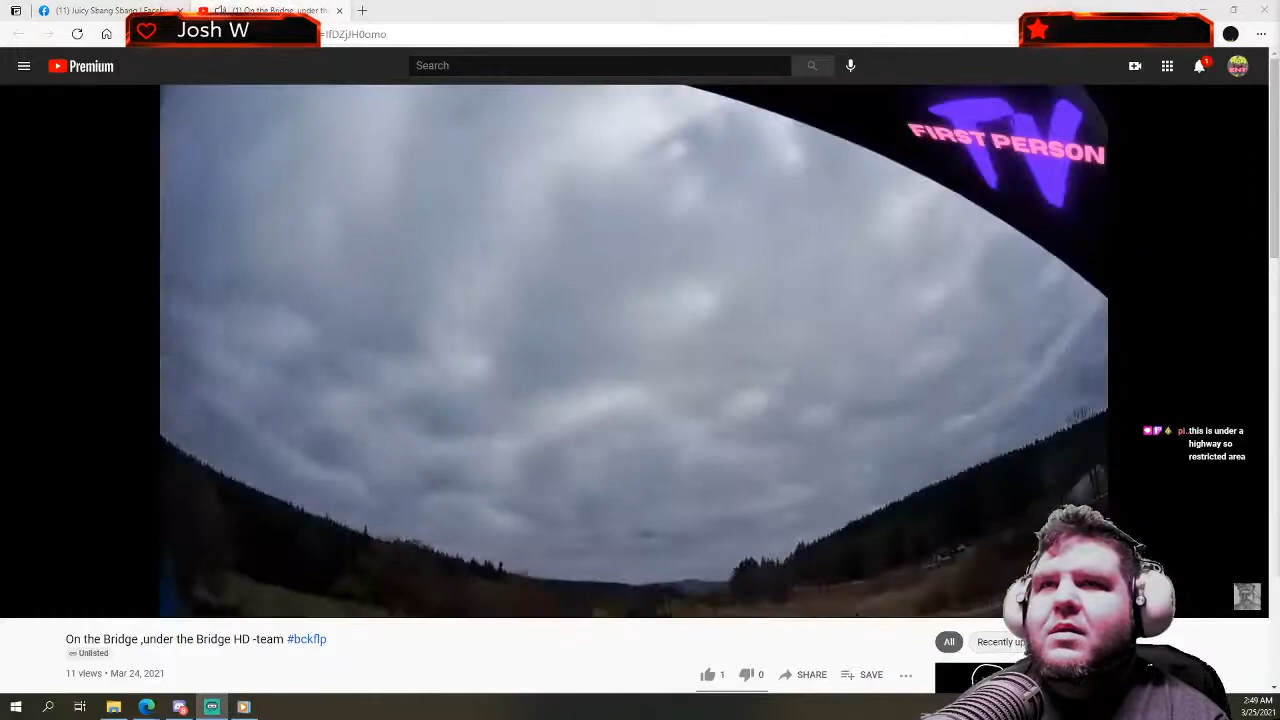 (11) Juicy Sbang Sbang | Facebo
On the Bridge ,under th
Josh W
=lfDZjJH0omo
Premium
Search
1
FIRST PERSON
TV
this is under a
highway so
restricted area
On the Bridge ,under the Bridge HD -team #bckflp
Unlisted
11 views • Mar 24, 2021
1
0
SHARE
SAVE
All
Recently up
2:49 AM
3/25/2021